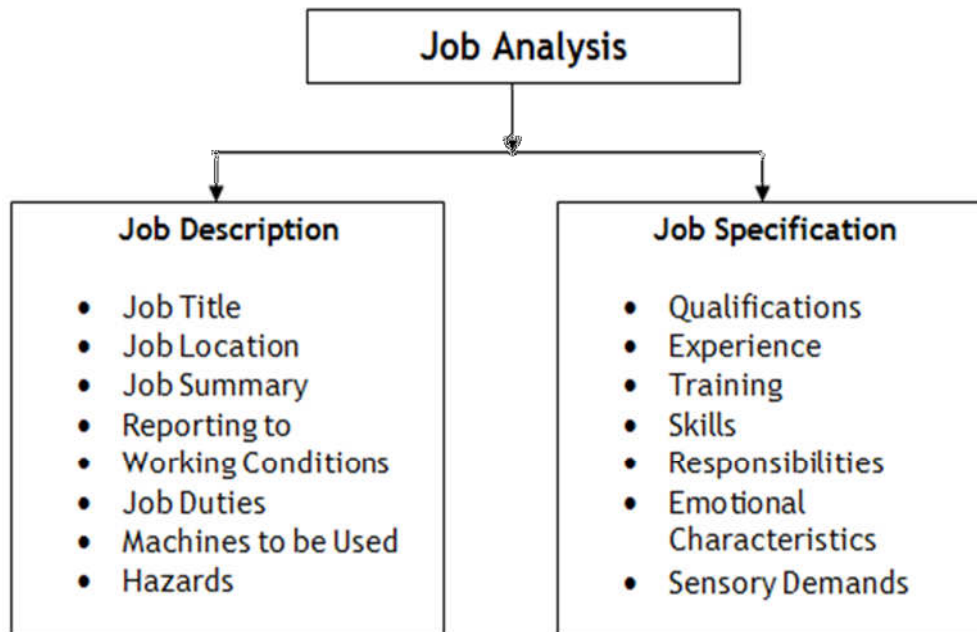 Job Analysis
Job Description
• Job Title
• Job Location
• Job Summary
• Reporting to
• Working Conditions
• Job Duties
• Machines to be Used
• Hazards
Job Specification
• Qualifications
• Experience
• Training
• Skills
• Responsibilities
• Emotional
Characteristics
• Sensory Demands